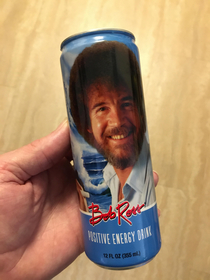 Bob Ross
POSITIVE ENERGY DRINK
12 FL OZ (355 mL)